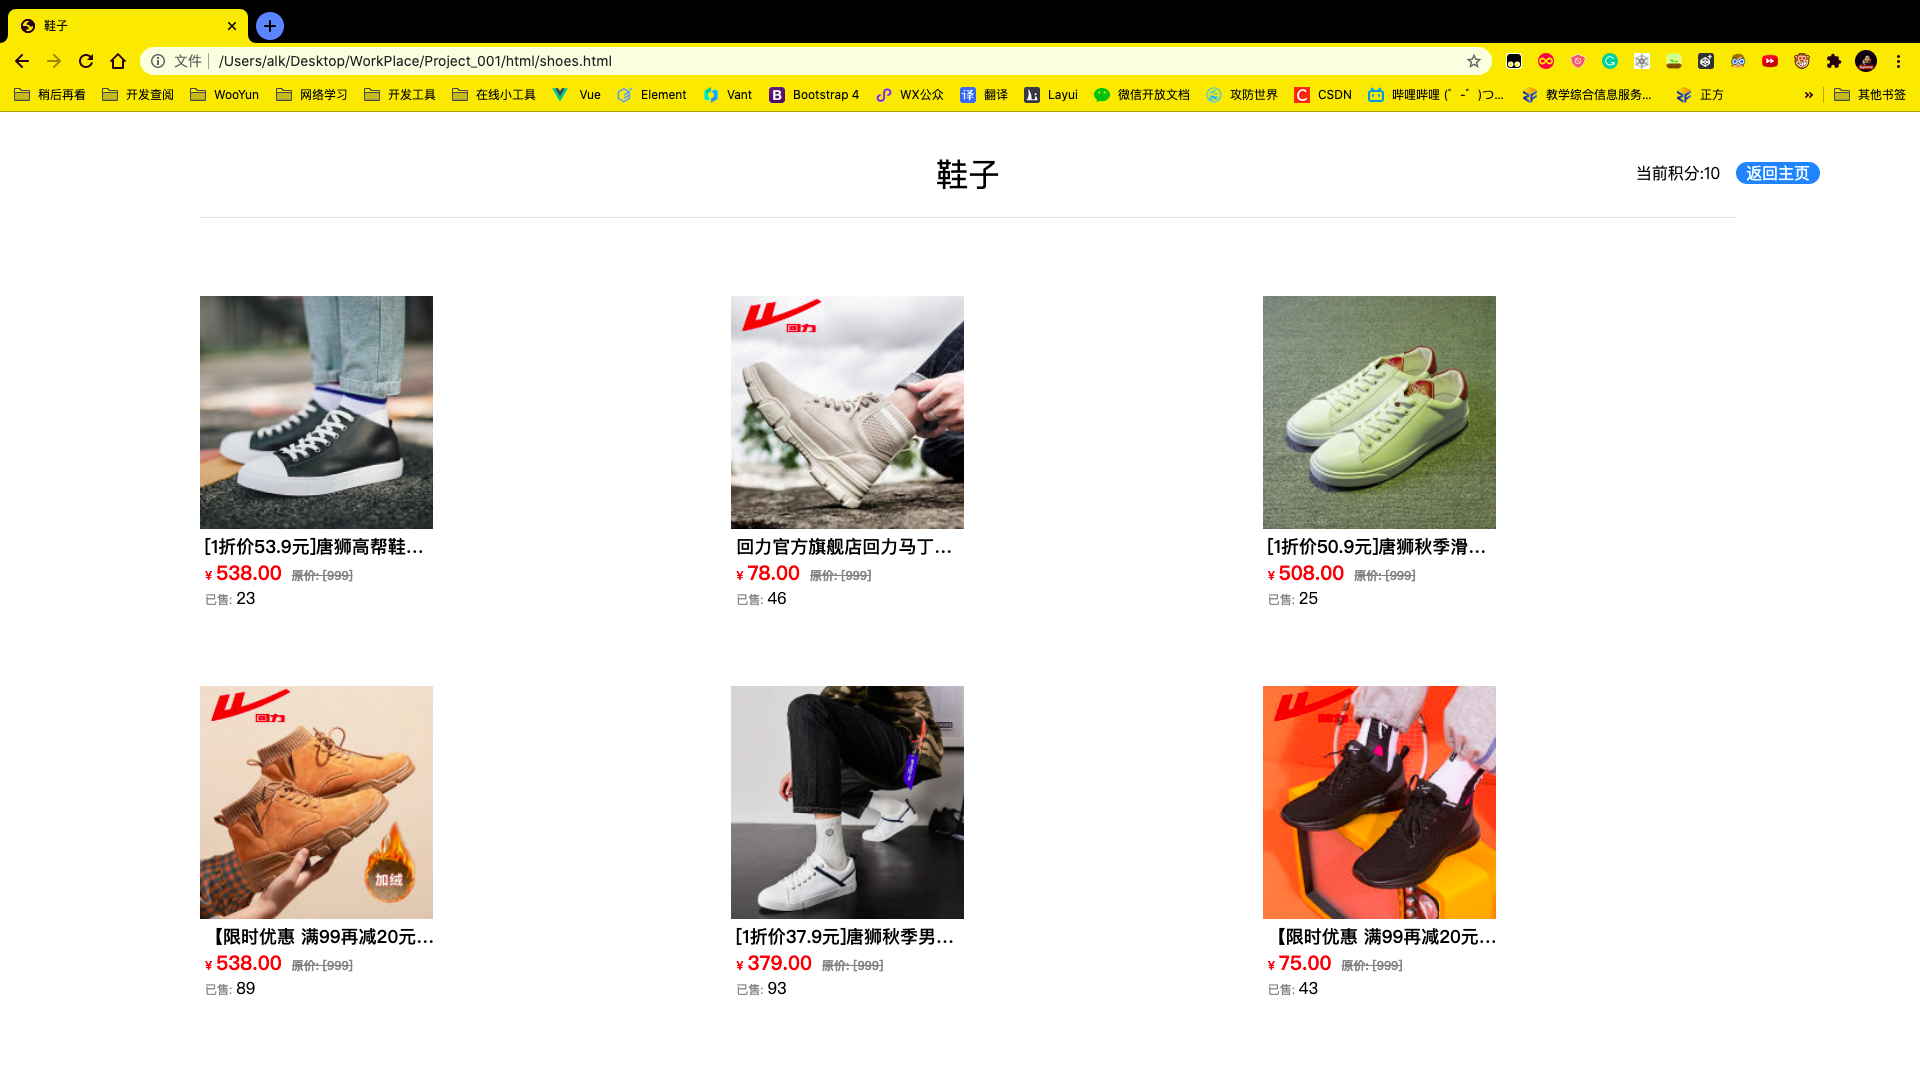 鞋子
文件 /Users/alk/Desktop/WorkPlace/Project_001/html/shoes.html
稍后再看 开发查阅 WooYun 网络学习 开发工具 在线小工具 Vue Element Vant Bootstrap 4 WX公众 翻译 Layui 微信开放文档 攻防世界 CSDN 哔哩哔哩 (゜-゜)つ... 教学综合信息服务... 正方 » 其他书签
鞋子
当前积分:10 返回主页
回力
[1折价53.9元]唐狮高帮鞋...
¥ 538.00 原价: [999]
已售: 23
回力官方旗舰店回力马丁...
¥ 78.00 原价: [999]
已售: 46
[1折价50.9元]唐狮秋季滑...
¥ 508.00 原价: [999]
已售: 25
回力
加绒
【限时优惠 满99再减20元...
¥ 538.00 原价: [999]
已售: 89
[1折价37.9元]唐狮秋季男...
¥ 379.00 原价: [999]
已售: 93
【限时优惠 满99再减20元...
¥ 75.00 原价: [999]
已售: 43